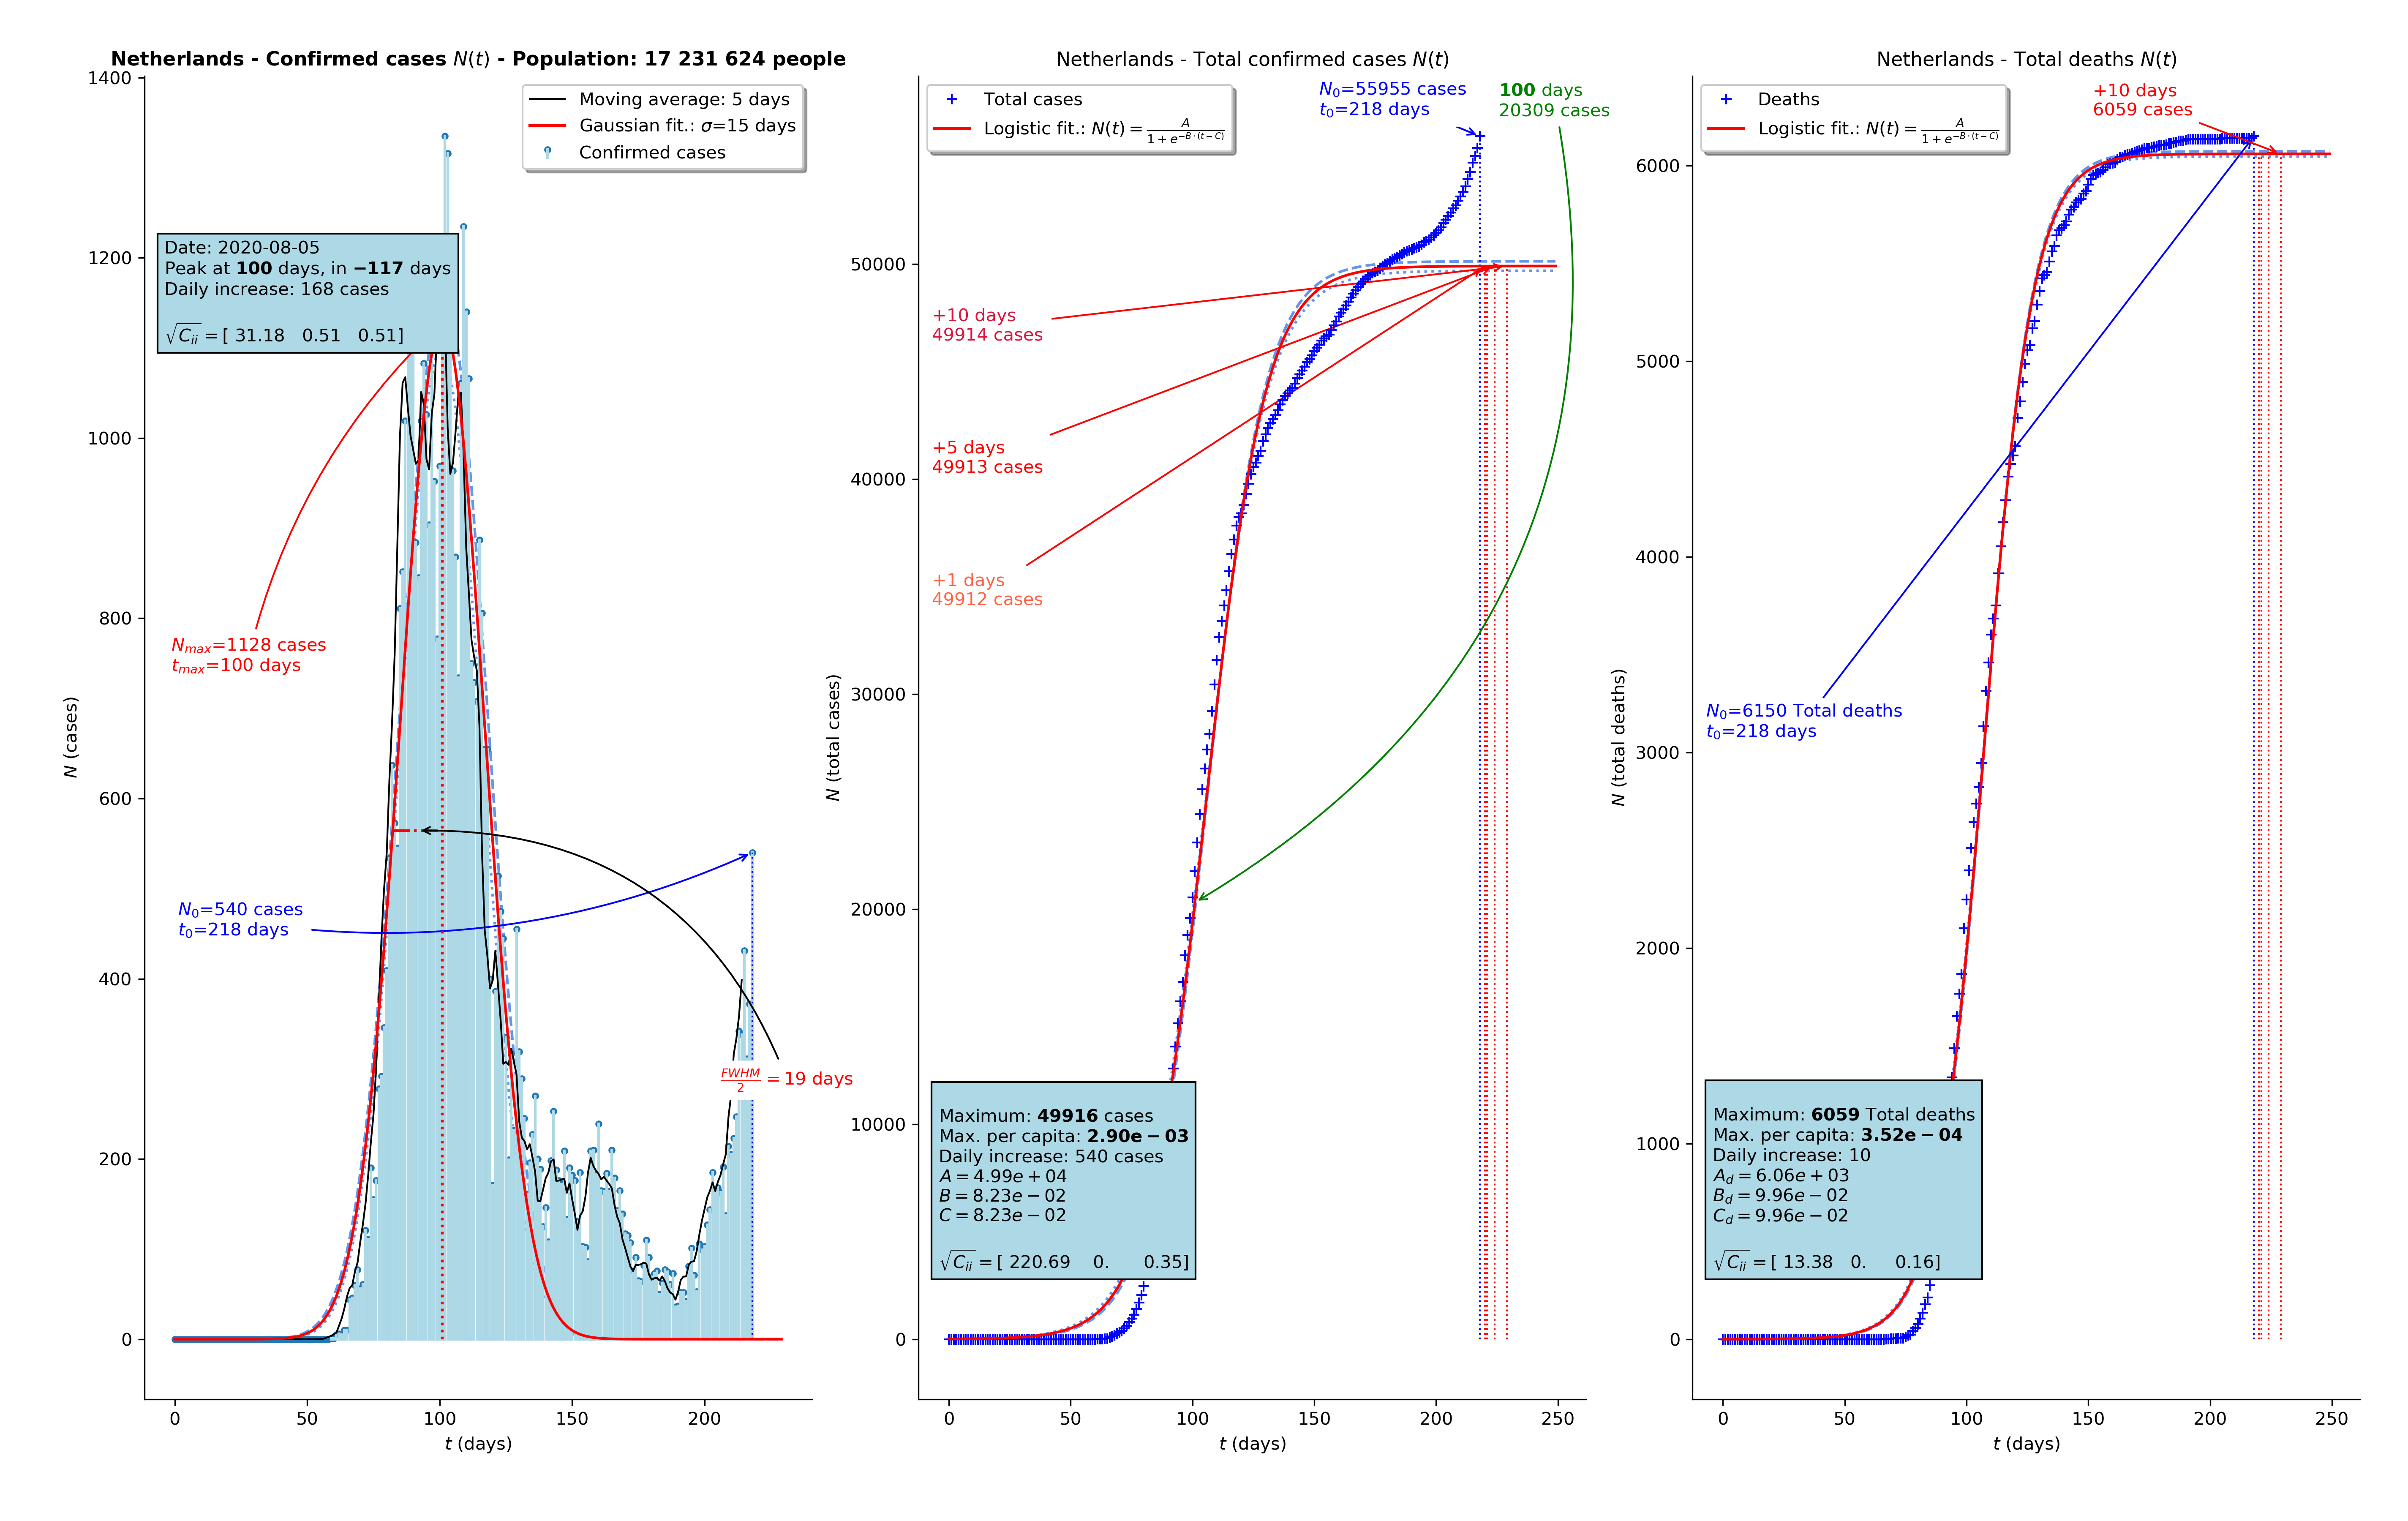 Netherlands - Confirmed cases N(t) - Population: 17 231 624 people
1400
1200
1000
800
600
400
200
0
N (cases)
0 50 100 150 200
t (days)
Moving average: 5 days
Gaussian fit.: σ=15 days
Confirmed cases
Date: 2020-08-05
Peak at 100 days, in −117 days
Daily increase: 168 cases
√Cii = [ 31.18 0.51 0.51]
Nmax=1128 cases
tmax=100 days
N0=540 cases
t0=218 days
FWHM/2 = 19 days
Netherlands - Total confirmed cases N(t)
50000
40000
30000
20000
10000
0
N (total cases)
0 50 100 150 200 250
t (days)
Total cases
Logistic fit.: N(t) = A/(1 + e^(−B·(t−C)))
N0=55955 cases
t0=218 days
100 days
20309 cases
+10 days
49914 cases
+5 days
49913 cases
+1 days
49912 cases
Maximum: 49916 cases
Max. per capita: 2.90e − 03
Daily increase: 540 cases
A = 4.99e + 04
B = 8.23e − 02
C = 8.23e − 02
√Cii = [ 220.69 0. 0.35]
Netherlands - Total deaths N(t)
6000
5000
4000
3000
2000
1000
0
N (total deaths)
0 50 100 150 200 250
t (days)
Deaths
Logistic fit.: N(t) = A/(1 + e^(−B·(t−C)))
+10 days
6059 cases
N0=6150 Total deaths
t0=218 days
Maximum: 6059 Total deaths
Max. per capita: 3.52e − 04
Daily increase: 10
Ad = 6.06e + 03
Bd = 9.96e − 02
Cd = 9.96e − 02
√Cii = [ 13.38 0. 0.16]